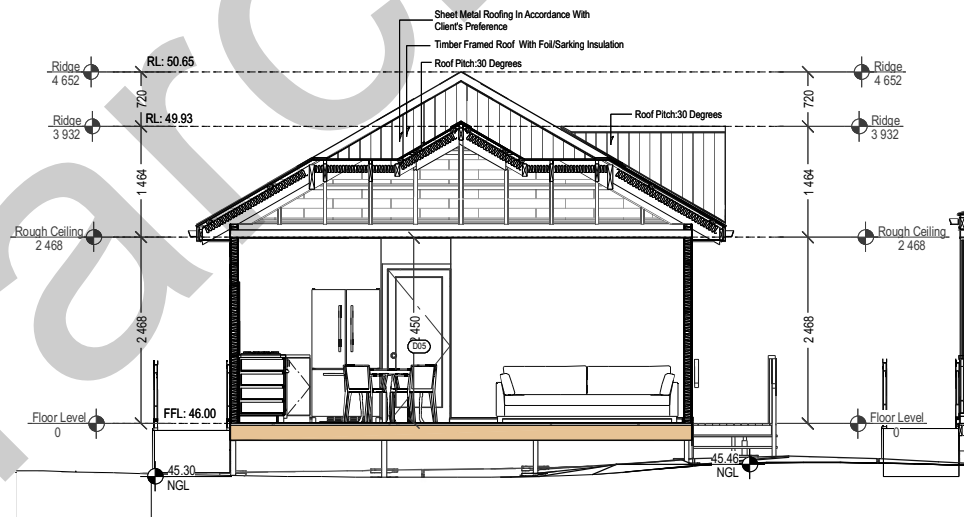 Sheet Metal Roofing In Accordance With
Client's Preference
Timber Framed Roof With Foil/Sarking Insulation
Roof Pitch:30 Degrees
Ridge
4 652
RL: 50.65
Ridge
4 652
720
720
Ridge
3 932
RL: 49.93
Roof Pitch:30 Degrees
Ridge
3 932
1 464
1 464
Rough Ceiling
2 468
Rough Ceiling
2 468
2 468
450
D05
2 468
Floor Level
0
FFL: 46.00
Floor Level
0
45.30
NGL
45.46
NGL